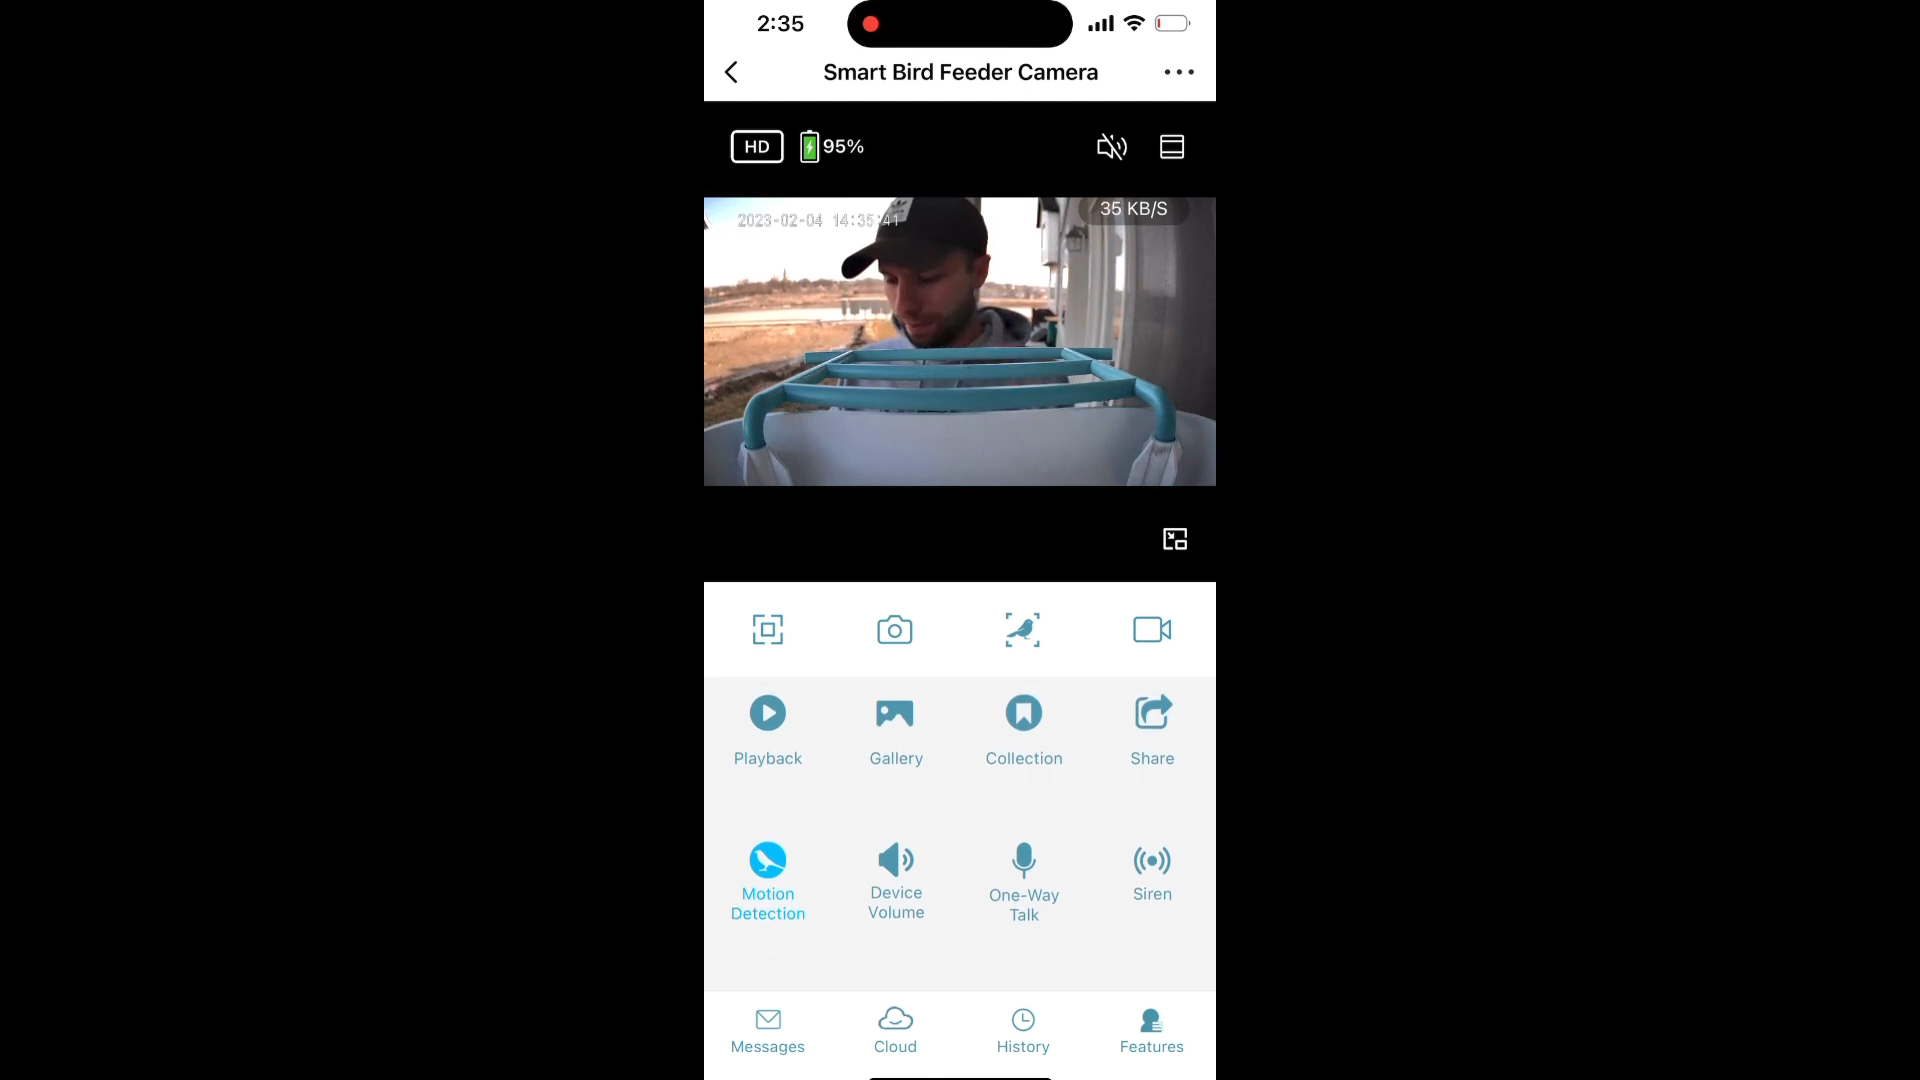 2:35
Smart Bird Feeder Camera
HD 95%
2023-02-04 14:35:41
35 KB/S
Playback Gallery Collection Share
Motion Detection
Device Volume
One-Way Talk
Siren
Messages Cloud History Features